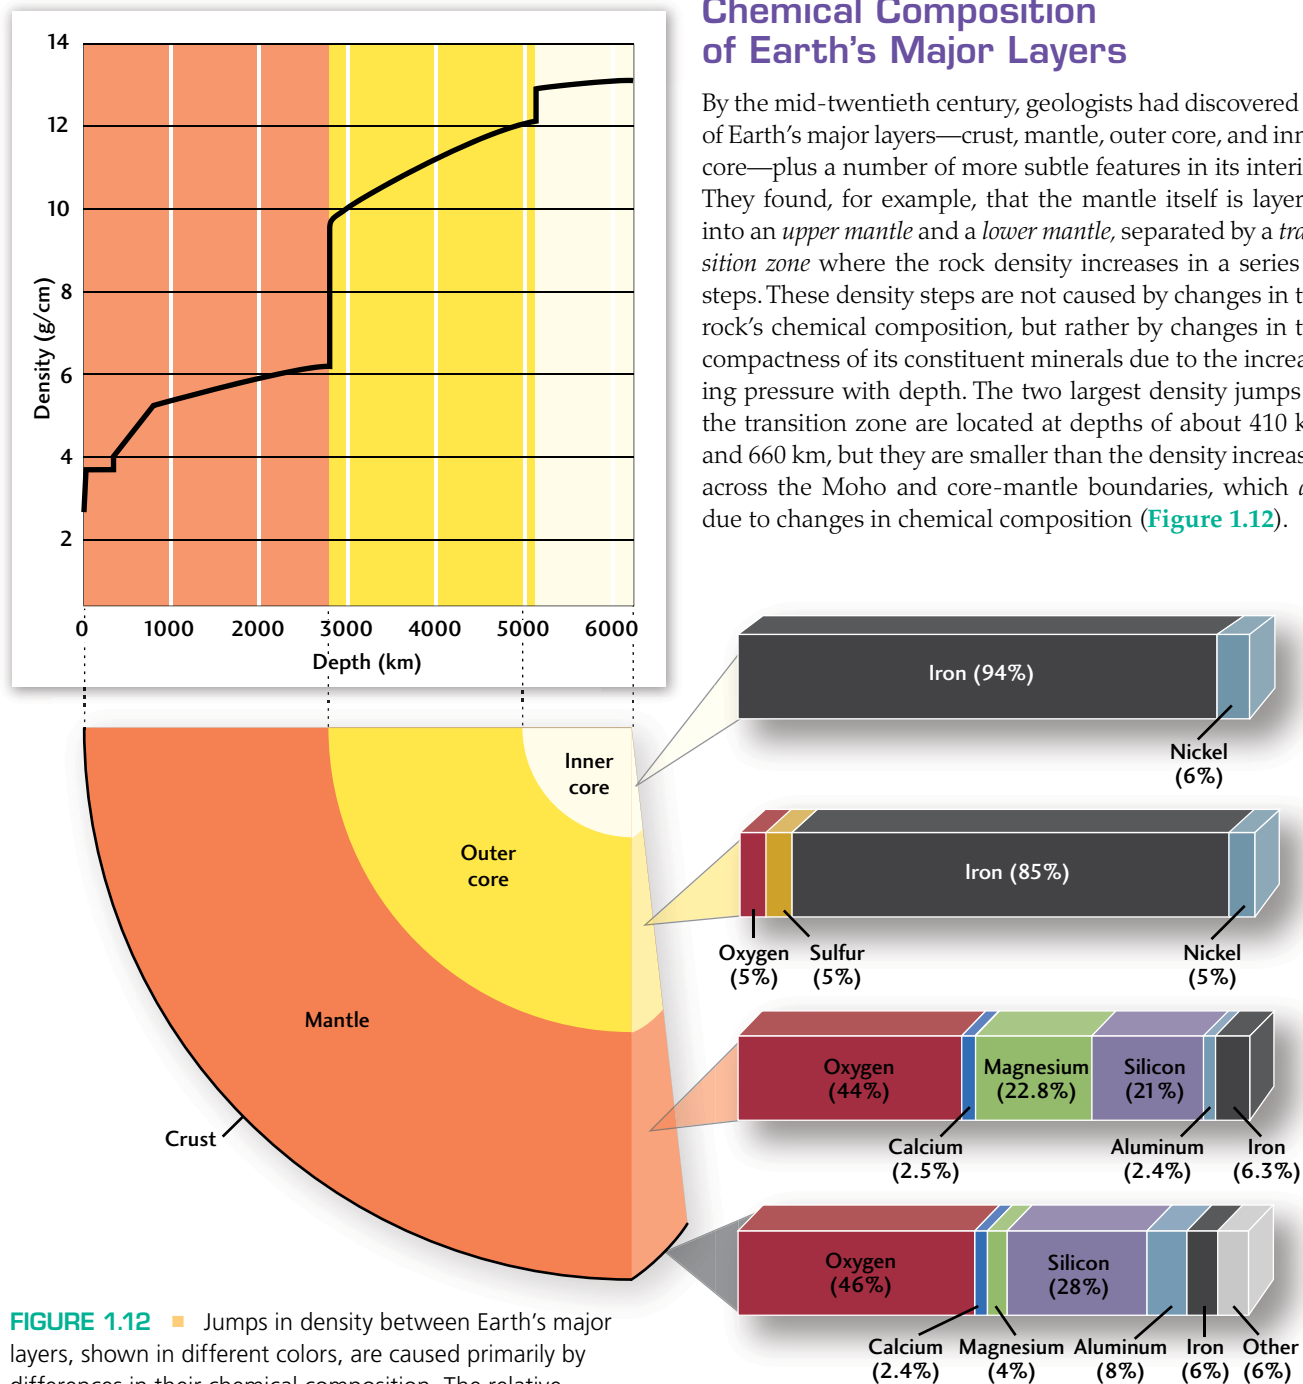 Chemical Composition
of Earth's Major Layers
By the mid-twentieth century, geologists had discovered
of Earth's major layers—crust, mantle, outer core, and
core—plus a number of more subtle features in its
They found, for example, that the mantle itself is
into an upper mantle and a lower mantle, separated by a
sition zone where the rock density increases in a series
steps. These density steps are not caused by changes in
rock's chemical composition, but rather by changes in
compactness of its constituent minerals due to the
ing pressure with depth. The two largest density jumps
the transition zone are located at depths of about 410
and 660 km, but they are smaller than the density
across the Moho and core-mantle boundaries, which
due to changes in chemical composition (Figure 1.12).
14
12
10
8
6
4
2
Density (g/cm)
0 1000 2000 3000 4000 5000 6000
Depth (km)
Inner
core
Outer
core
Mantle
Crust
Iron (94%)
Nickel
(6%)
Iron (85%)
Oxygen
(5%)
Sulfur
(5%)
Nickel
(5%)
Oxygen
(44%)
Magnesium
(22.8%)
Silicon
(21%)
Calcium
(2.5%)
Aluminum
(2.4%)
Iron
(6.3%)
Oxygen
(46%)
Silicon
(28%)
Calcium
(2.4%)
Magnesium
(4%)
Aluminum
(8%)
Iron
(6%)
Other
(6%)
FIGURE 1.12 ■ Jumps in density between Earth's major
layers, shown in different colors, are caused primarily by
differences in their chemical composition. The relative